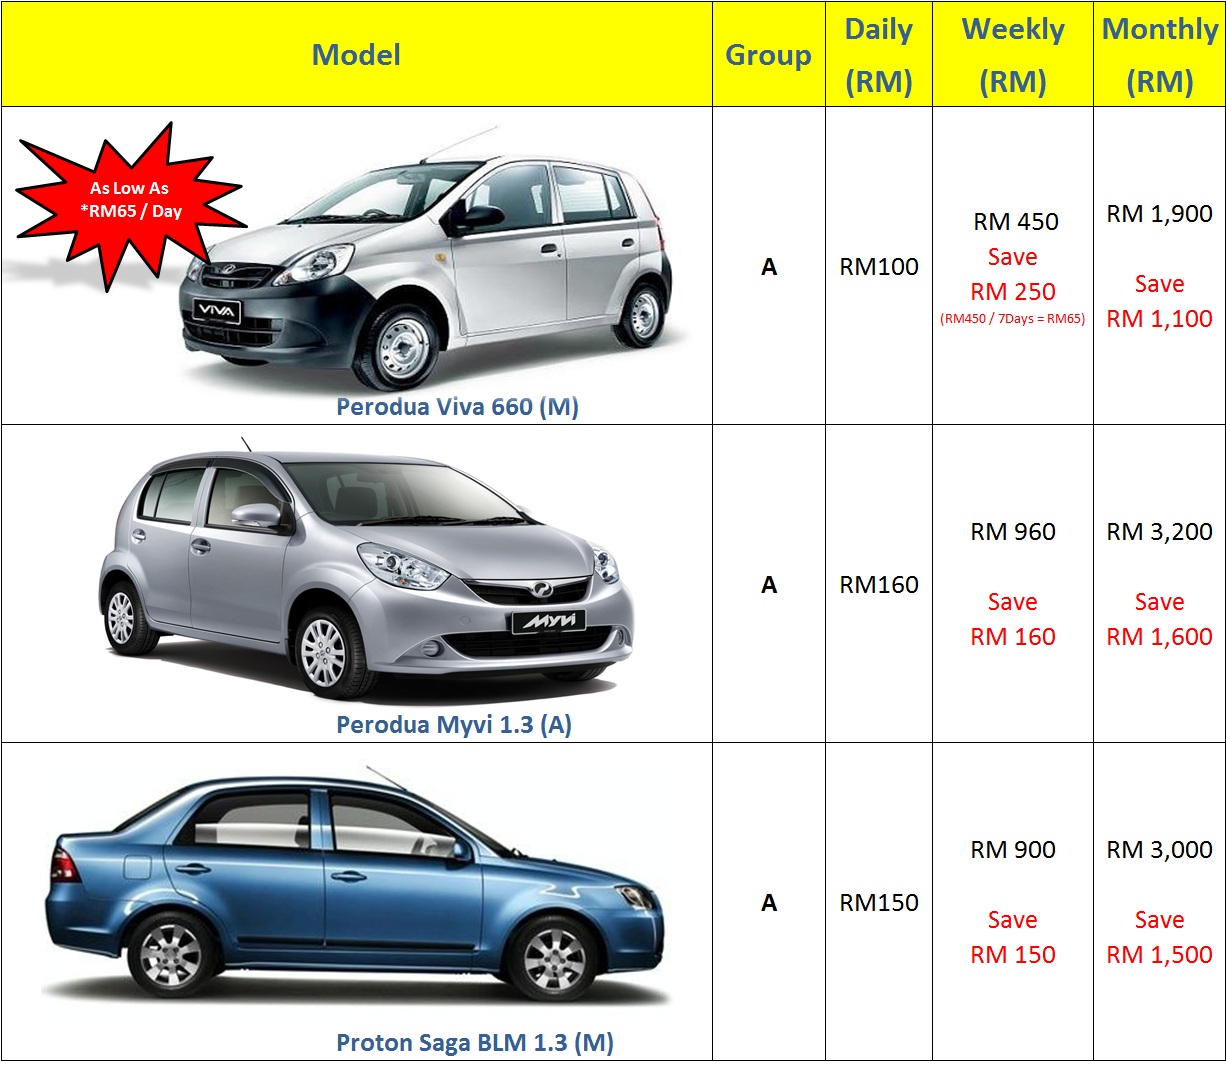 Model
Group
Daily
(RM)
Weekly
(RM)
Monthly
(RM)
As Low As
*RM65 / Day
VIVA
Perodua Viva 660 (M)
A
RM100
RM 450
Save
RM 250
(RM450 / 7Days = RM65)
RM 1,900
Save
RM 1,100
MYVi
Perodua Myvi 1.3 (A)
A
RM160
RM 960
Save
RM 160
RM 3,200
Save
RM 1,600
Proton Saga BLM 1.3 (M)
A
RM150
RM 900
Save
RM 150
RM 3,000
Save
RM 1,500